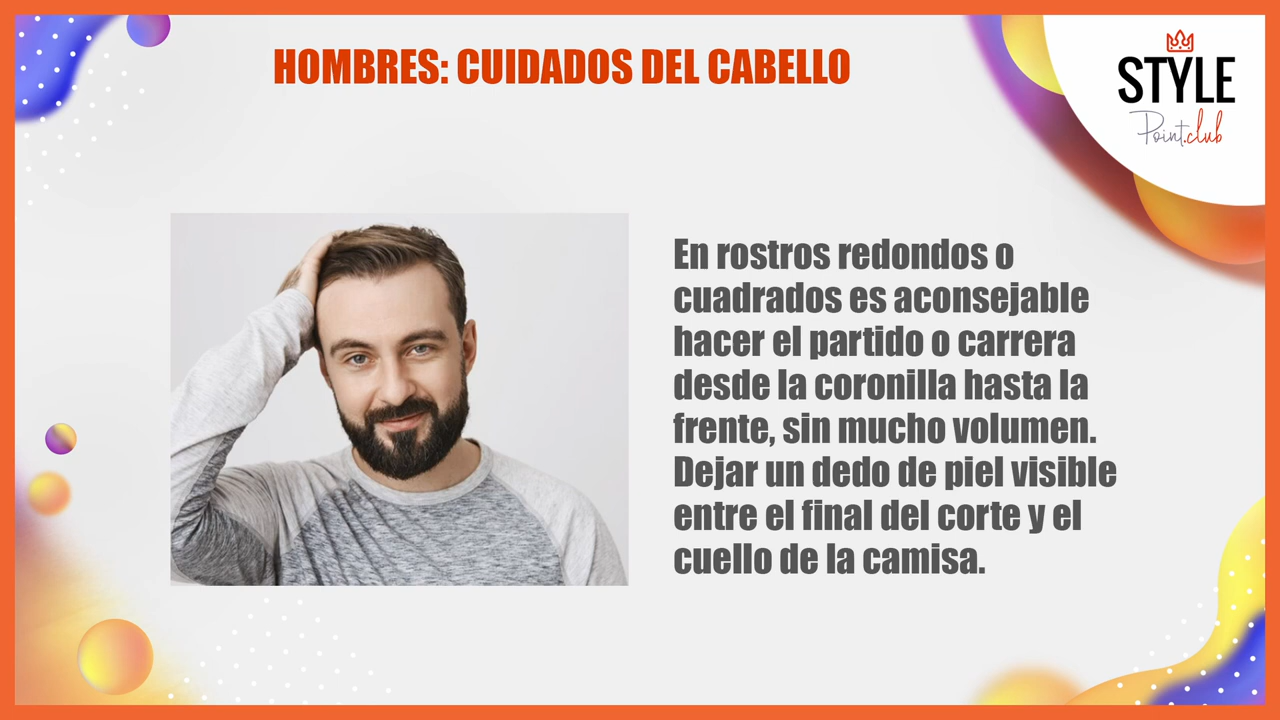 HOMBRES: CUIDADOS DEL CABELLO
STYLE
Point.club
En rostros redondos o
cuadrados es aconsejable
hacer el partido o carrera
desde la coronilla hasta la
frente, sin mucho volumen.
Dejar un dedo de piel visible
entre el final del corte y el
cuello de la camisa.